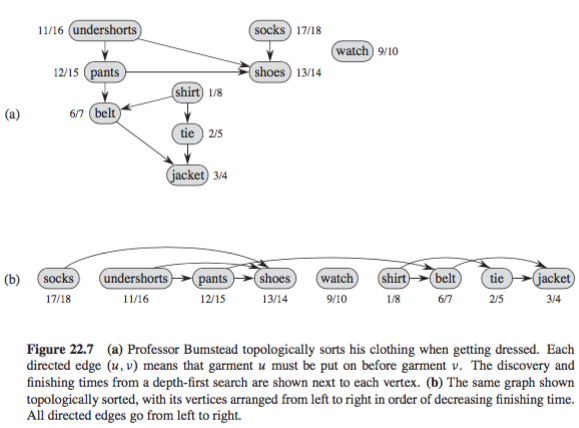 11/16 undershorts socks 17/18
watch 9/10
12/15 pants shoes 13/14
shirt 1/8
(a) 6/7 belt
tie 2/5
jacket 3/4
(b) socks undershorts pants shoes watch shirt belt tie jacket
17/18 11/16 12/15 13/14 9/10 1/8 6/7 2/5 3/4
Figure 22.7 (a) Professor Bumstead topologically sorts his clothing when getting dressed. Each
directed edge (u, v) means that garment u must be put on before garment v. The discovery and
finishing times from a depth-first search are shown next to each vertex. (b) The same graph shown
topologically sorted, with its vertices arranged from left to right in order of decreasing finishing time.
All directed edges go from left to right.